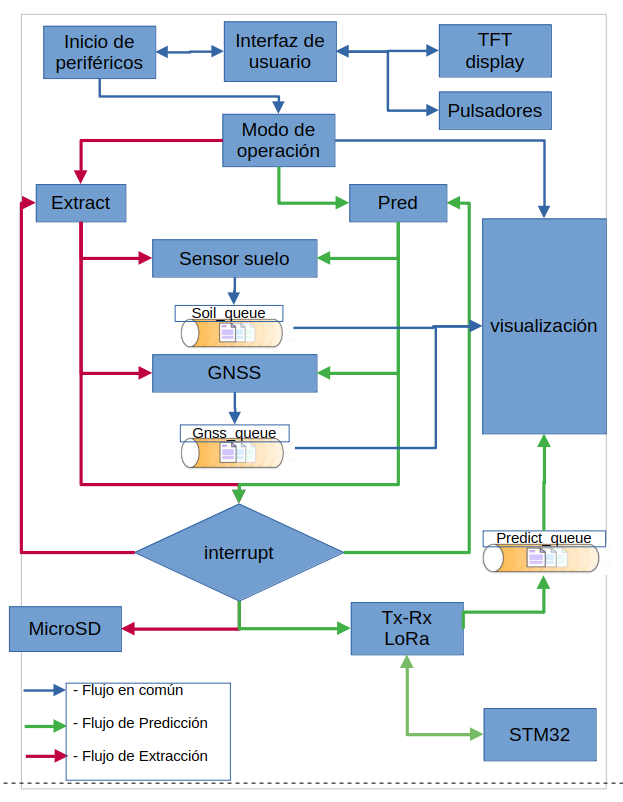 Inicio de
periféricos
Interfaz de
usuario
TFT
display
Pulsadores
Modo de
operación
Extract
Pred
Sensor suelo
Soil_queue
visualización
GNSS
Gnss_queue
interrupt
Predict_queue
MicroSD
Tx-Rx
LoRa
STM32
- Flujo en común
- Flujo de Predicción
- Flujo de Extracción